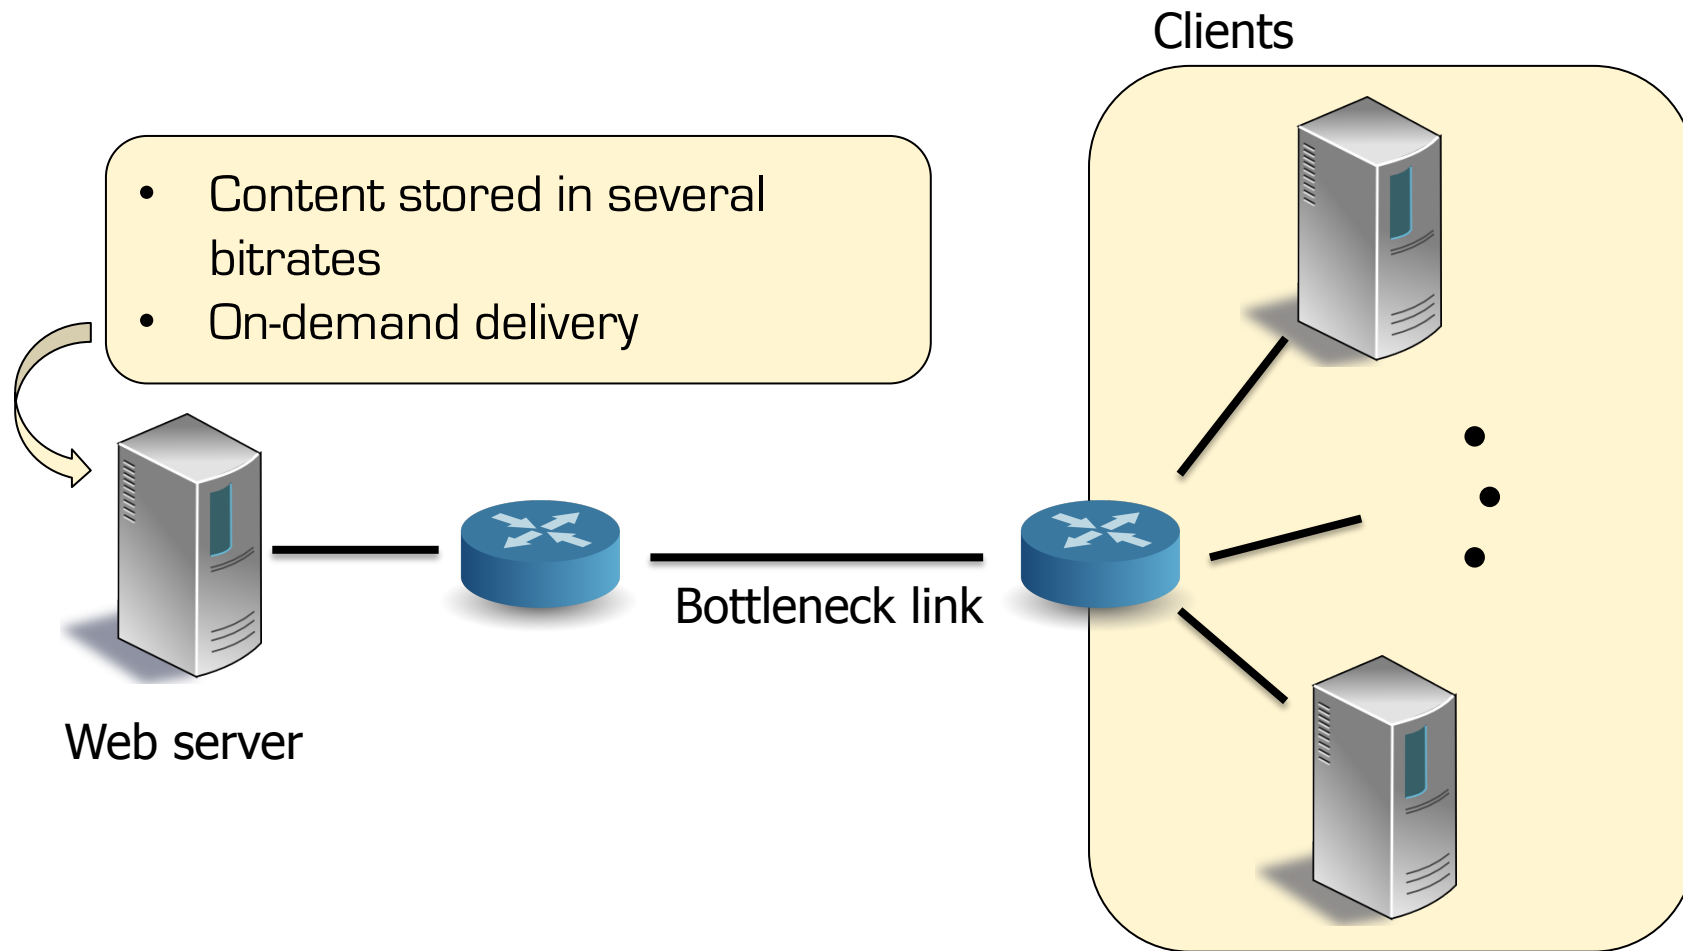 Clients
• Content stored in several
bitrates
• On-demand delivery
Bottleneck link
Web server